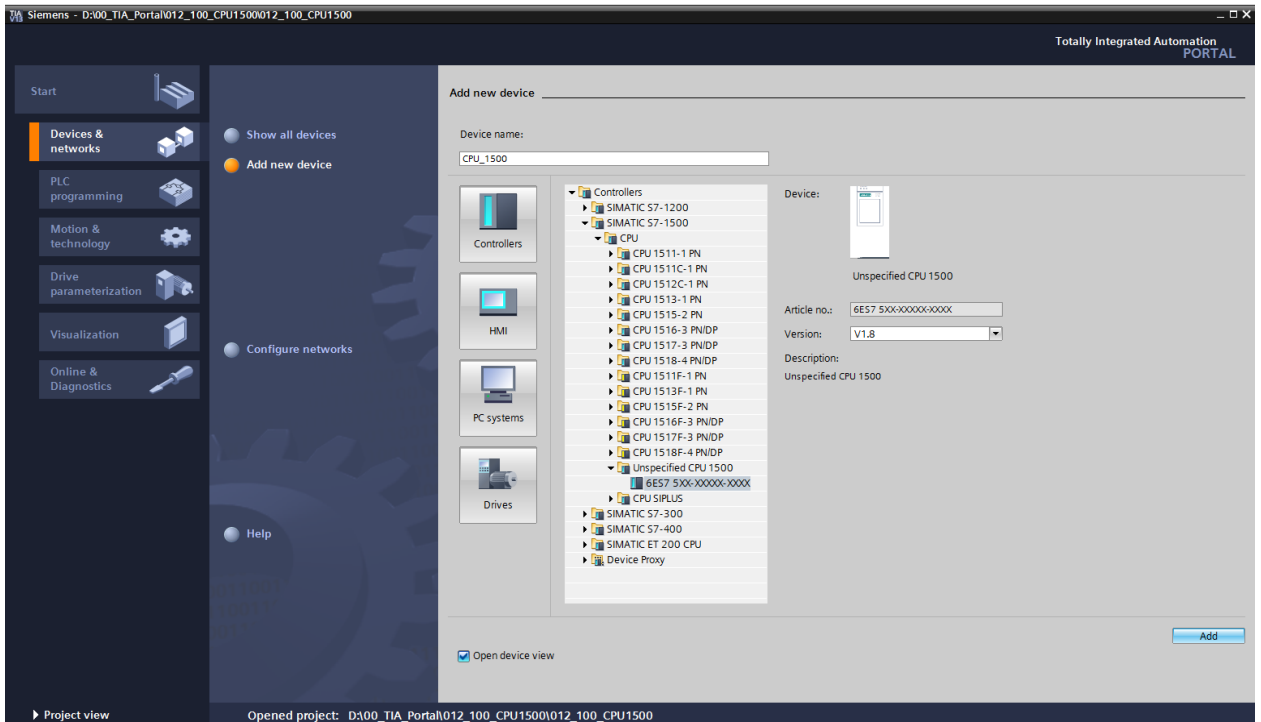 Siemens - D:\00_TIA_Portal\012_100_CPU1500\012_100_CPU1500
Totally Integrated Automation
PORTAL
Start
Devices &
networks
PLC
programming
Motion &
technology
Drive
parameterization
Visualization
Online &
Diagnostics
Show all devices
Add new device
Configure networks
Help
Add new device
Device name:
CPU_1500
Controllers
HMI
PC systems
Drives
Controllers
SIMATIC S7-1200
SIMATIC S7-1500
CPU
CPU 1511-1 PN
CPU 1511C-1 PN
CPU 1512C-1 PN
CPU 1513-1 PN
CPU 1515-2 PN
CPU 1516-3 PN/DP
CPU 1517-3 PN/DP
CPU 1518-4 PN/DP
CPU 1511F-1 PN
CPU 1513F-1 PN
CPU 1515F-2 PN
CPU 1516F-3 PN/DP
CPU 1517F-3 PN/DP
CPU 1518F-4 PN/DP
Unspecified CPU 1500
6ES7 5XX-XXXXX-XXXX
CPU SIPLUS
SIMATIC S7-300
SIMATIC S7-400
SIMATIC ET 200 CPU
Device Proxy
Device:
Unspecified CPU 1500
Article no.: 6ES7 5XX-XXXXX-XXXX
Version: V1.8
Description:
Unspecified CPU 1500
Add
Open device view
Project view
Opened project: D:\00_TIA_Portal\012_100_CPU1500\012_100_CPU1500